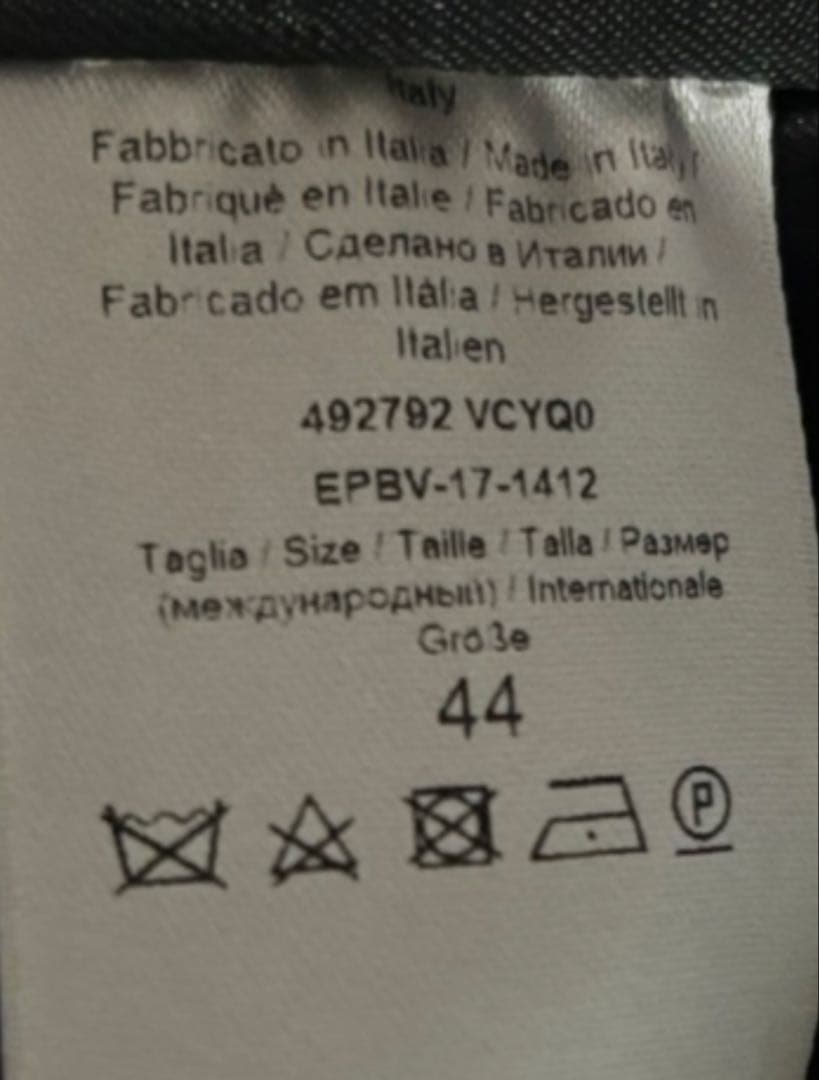 Italy
Fabbricato in Italia / Made in Italy /
Fabriqué en Italie / Fabricado en
Italia / Сделано в Италии /
Fabricado em Itália / Hergestellt in
Italien
492792 VCYQ0
EPBV-17-1412
Taglia / Size / Taille / Talla / Размер
(международный) / Internationale
Größe
44
P